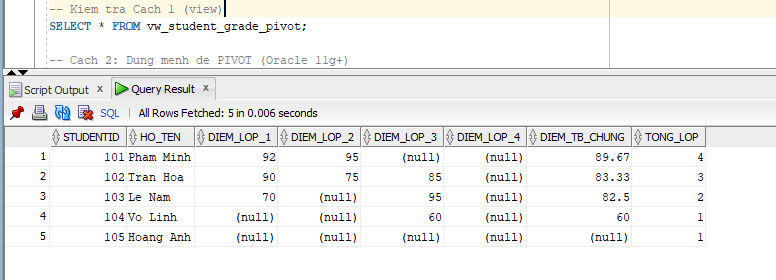 -- Kiem tra Cach 1 (view)
SELECT * FROM vw_student_grade_pivot;
-- Cach 2: Dung menh de PIVOT (Oracle 11g+)
Script Output x Query Result x
SQL | All Rows Fetched: 5 in 0.006 seconds
STUDENTID HO_TEN DIEM_LOP_1 DIEM_LOP_2 DIEM_LOP_3 DIEM_LOP_4 DIEM_TB_CHUNG TONG_LOP
1 101 Pham Minh 92 95 (null) (null) 89.67 4
2 102 Tran Hoa 90 75 85 (null) 83.33 3
3 103 Le Nam 70 (null) 95 (null) 82.5 2
4 104 Vo Linh (null) (null) 60 (null) 60 1
5 105 Hoang Anh (null) (null) (null) (null) (null) 1